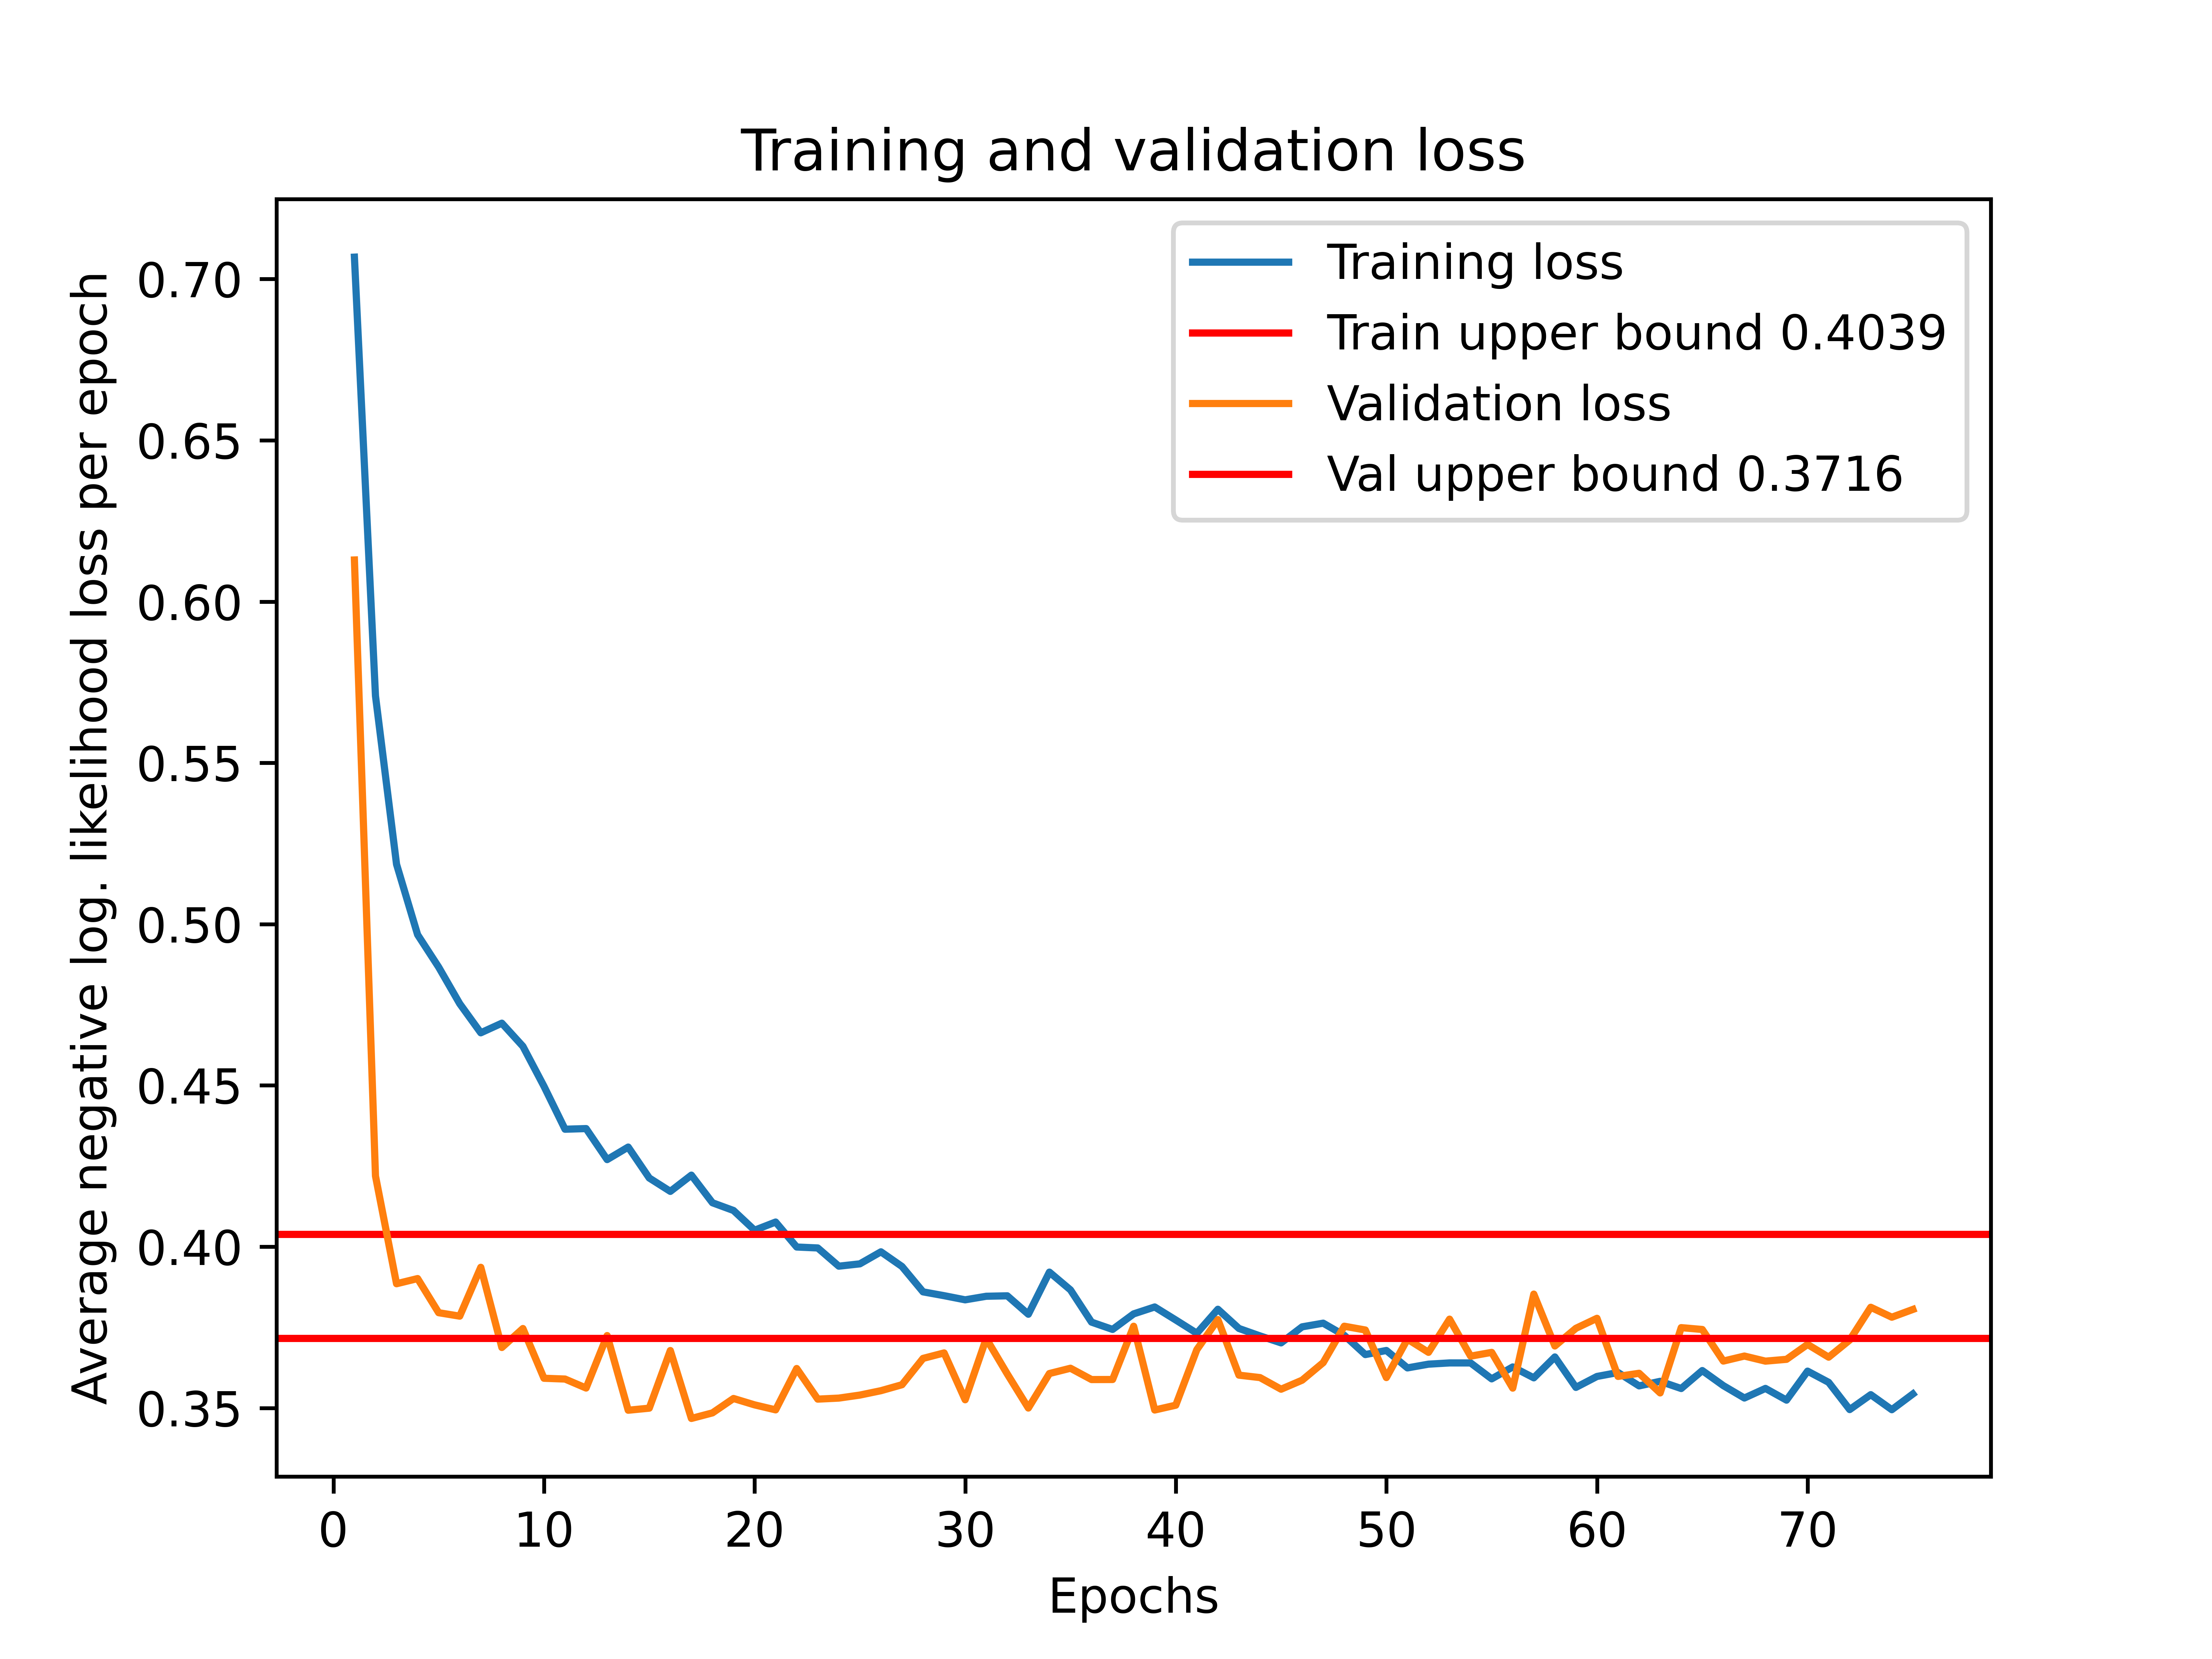 Training and validation loss
Average negative log. likelihood loss per epoch
0.70
0.65
0.60
0.55
0.50
0.45
0.40
0.35
Training loss
Train upper bound 0.4039
Validation loss
Val upper bound 0.3716
0 10 20 30 40 50 60 70
Epochs